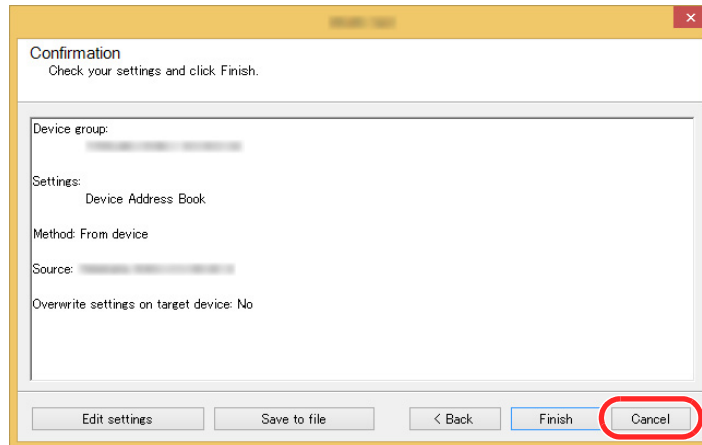 Confirmation
Check your settings and click Finish.
Device group:
Settings:
Device Address Book
Method: From device
Source:
Overwrite settings on target device: No
Edit settings
Save to file
< Back
Finish
Cancel